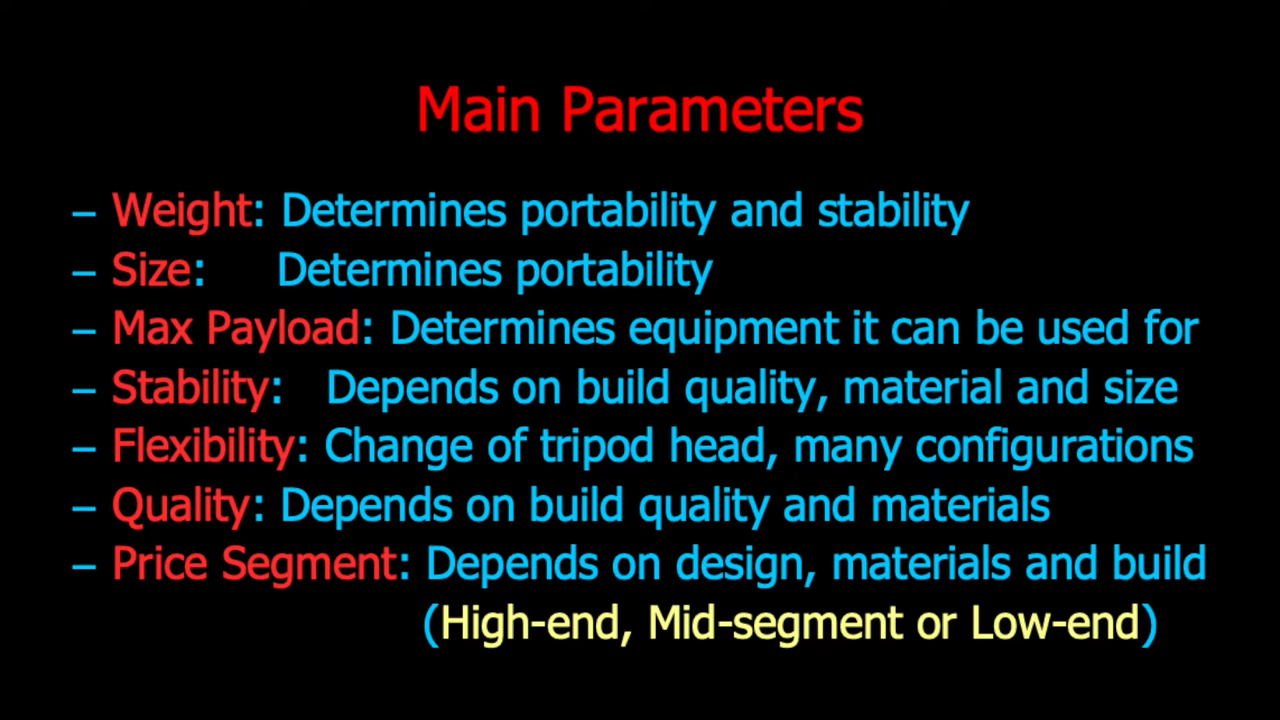 Main Parameters
– Weight: Determines portability and stability
– Size: Determines portability
– Max Payload: Determines equipment it can be used for
– Stability: Depends on build quality, material and size
– Flexibility: Change of tripod head, many configurations
– Quality: Depends on build quality and materials
– Price Segment: Depends on design, materials and build
(High-end, Mid-segment or Low-end)